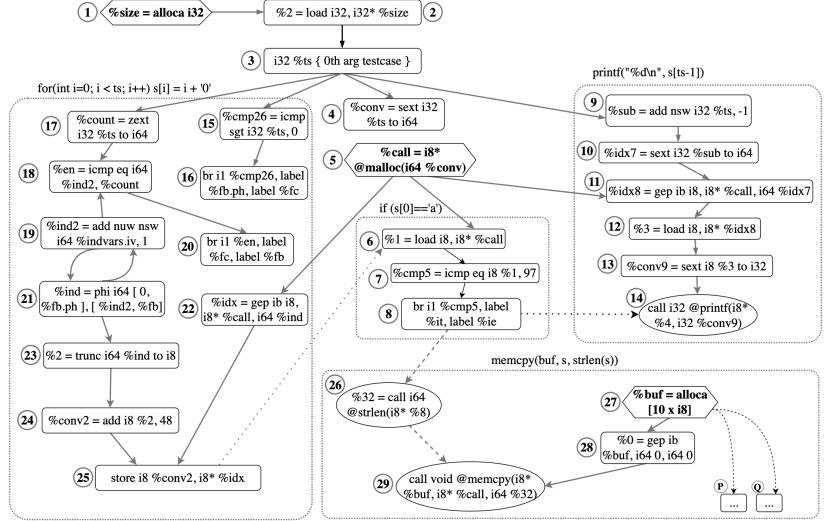 1
%size = alloca i32
%2 = load i32, i32* %size
2
3
i32 %ts { 0th arg testcase }
for(int i=0; i < ts; i++) s[i] = i + '0'
17
%count = zext
i32 %ts to i64
15
%cmp26 = icmp
sgt i32 %ts, 0
4
%conv = sext i32
%ts to i64
printf("%d\n", s[ts-1])
9
%sub = add nsw i32 %ts, -1
10
%idx7 = sext i32 %sub to i64
18
%en = icmp eq i64
%ind2, %count
16
br i1 %cmp26, label
%fb.ph, label %fc
5
%call = i8*
@malloc(i64 %conv)
11
%idx8 = gep ib i8, i8* %call, i64 %idx7
19
%ind2 = add nuw nsw
i64 %indvars.iv, 1
20
br i1 %en, label
%fc, label %fb
if (s[0]=='a')
6
%1 = load i8, i8* %call
12
%3 = load i8, i8* %idx8
7
%cmp5 = icmp eq i8 %1, 97
13
%conv9 = sext i8 %3 to i32
21
%ind = phi i64 [ 0,
%fb.ph ], [ %ind2, %fb]
22
%idx = gep ib i8,
i8* %call, i64 %ind
8
br i1 %cmp5, label
%it, label %ie
14
call i32 @printf(i8*
%4, i32 %conv9)
23
%2 = trunc i64 %ind to i8
memcpy(buf, s, strlen(s))
26
%32 = call i64
@strlen(i8* %8)
27
%buf = alloca
[10 x i8]
24
%conv2 = add i8 %2, 48
28
%0 = gep ib
%buf, i64 0, i64 0
25
store i8 %conv2, i8* %idx
29
call void @memcpy(i8*
%buf, i8* %call, i64 %32)
P
...
Q
...